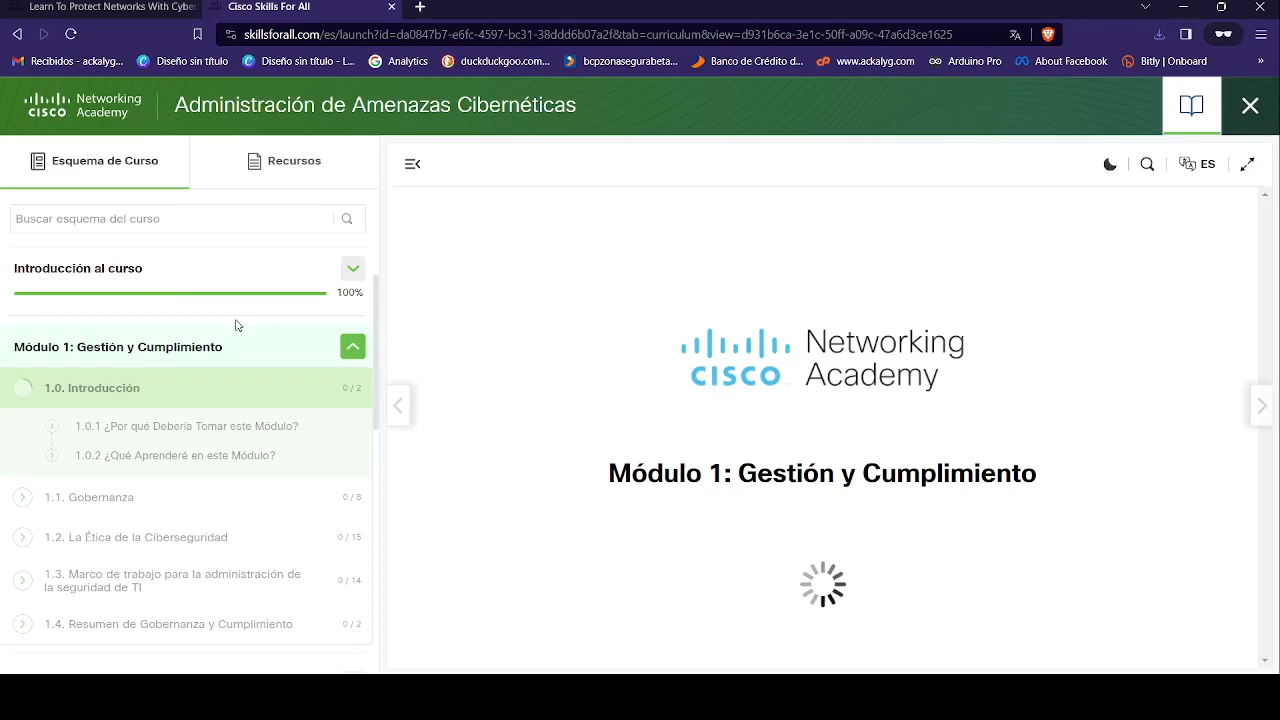 Learn To Protect Networks With Cyber
Cisco Skills For All
skillsforall.com/es/launch?id=da0847b7-e6fc-4597-bc31-38ddd6b07a2f&tab=curriculum&view=d931b6ca-3e1c-50ff-a09c-47a6d3ce1625
Recibidos - ackalyg...
Diseño sin título
Diseño sin título - L...
Analytics
duckduckgoo.com...
bcpzonasegurabeta...
Banco de Crédito d...
www.ackalyg.com
Arduino Pro
About Facebook
Bitly | Onboard
»
cisco
Networking
Academy
Administración de Amenazas Cibernéticas
Esquema de Curso
Recursos
ES
Buscar esquema del curso
Introducción al curso
100%
Módulo 1: Gestión y Cumplimiento
1.0. Introducción
0 / 2
1.0.1 ¿Por qué Debería Tomar este Módulo?
1.0.2 ¿Qué Aprenderé en este Módulo?
1.1. Gobernanza
0 / 8
1.2. La Ética de la Ciberseguridad
0 / 15
1.3. Marco de trabajo para la administración de
la seguridad de TI
0 / 14
1.4. Resumen de Gobernanza y Cumplimiento
0 / 2
cisco
Networking
Academy
Módulo 1: Gestión y Cumplimiento